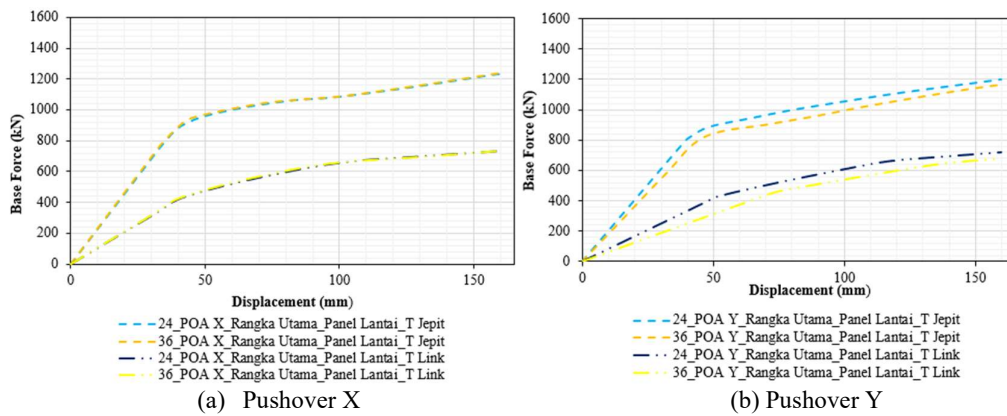 1600
1400
1200
1000
800
600
400
200
0
Base Force (kN)
0 50 100 150
Displacement (mm)
24_POA X_Rangka Utama_Panel Lantai_T Jepit
36_POA X_Rangka Utama_Panel Lantai_T Jepit
24_POA X_Rangka Utama_Panel Lantai_T Link
36_POA X_Rangka Utama_Panel Lantai_T Link
(a) Pushover X
1600
1400
1200
1000
800
600
400
200
0
Base Force (kN)
0 50 100 150
Displacement (mm)
24_POA Y_Rangka Utama_Panel Lantai_T Jepit
36_POA Y_Rangka Utama_Panel Lantai_T Jepit
24_POA Y_Rangka Utama_Panel Lantai_T Link
36_POA Y_Rangka Utama_Panel Lantai_T Link
(b) Pushover Y